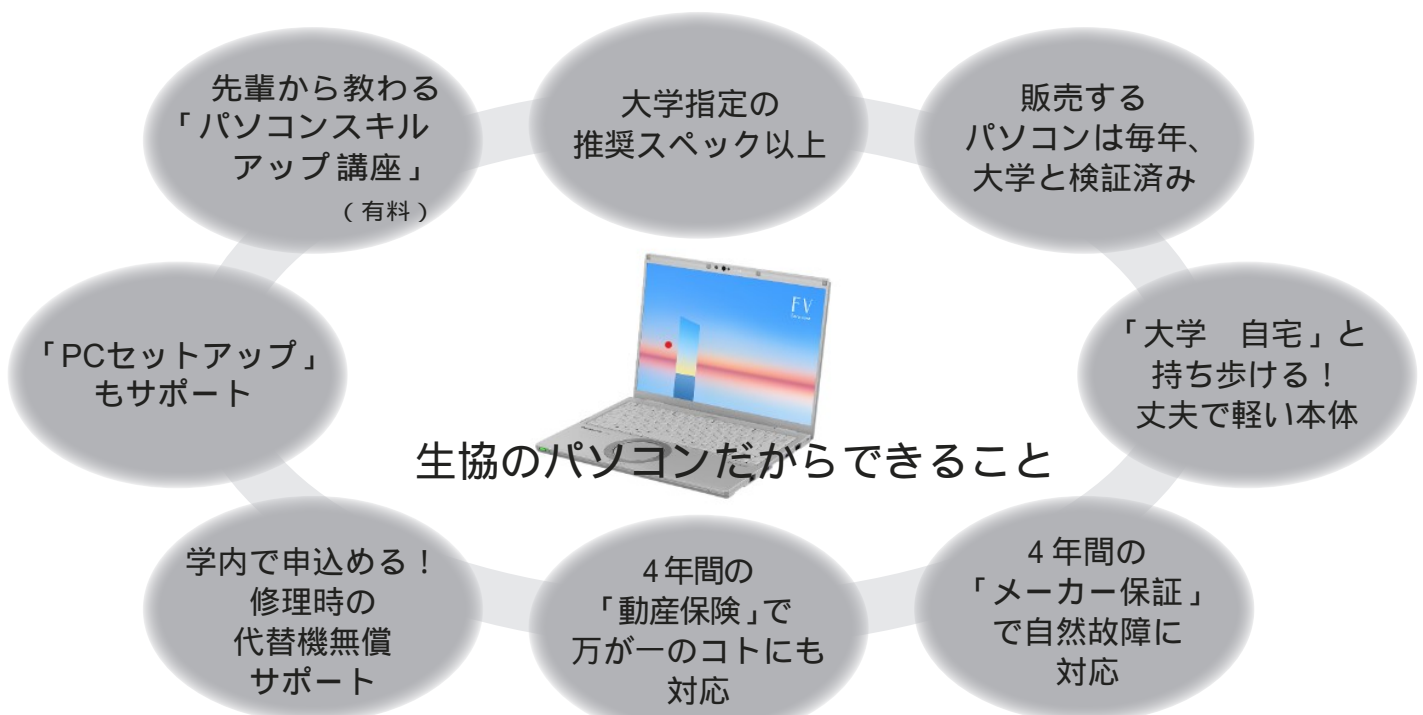 先輩から教わる
「パソコンスキル
アップ講座」
(有料)
大学指定の
推奨スペック以上
販売する
パソコンは毎年、
大学と検証済み
「PCセットアップ」
もサポート
FV
「大学　自宅」と
持ち歩ける！
丈夫で軽い本体
生協のパソコンだからできること
学内で申込める！
修理時の
代替機無償
サポート
4年間の
「動産保険」で
万が一のコトにも
対応
4年間の
「メーカー保証」
で自然故障に
対応